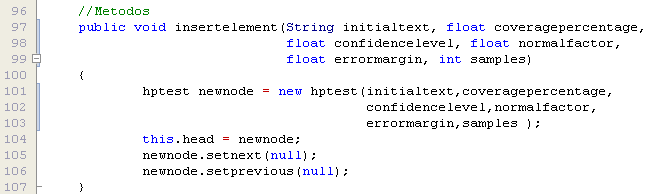 96 //Metodos
97 public void insertelement(String initialtext, float coveragepercentage,
98 float confidencelevel, float normalfactor,
99 float errormargin, int samples)
100 {
101 hptest newnode = new hptest(initialtext,coveragepercentage,
102 confidencelevel,normalfactor,
103 errormargin,samples );
104 this.head = newnode;
105 newnode.setnext(null);
106 newnode.setprevious(null);
107 }